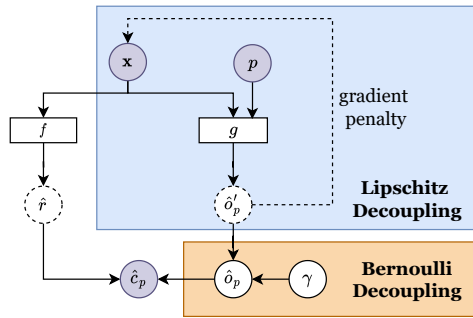 x
p
gradient
penalty
f
g
r̂
ô′ₚ
Lipschitz
Decoupling
ĉₚ
ôₚ
γ
Bernoulli
Decoupling